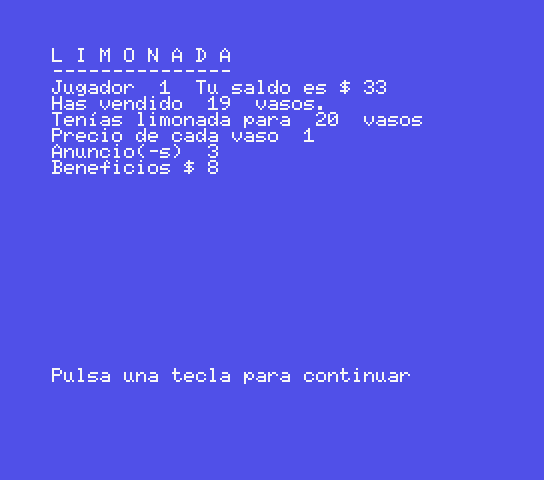 L I M O N A D A
---------------
Jugador  1  Tu saldo es $ 33
Has vendido  19  vasos.
Tenías limonada para  20  vasos
Precio de cada vaso  1
Anuncio(-s)  3
Beneficios $ 8
Pulsa una tecla para continuar